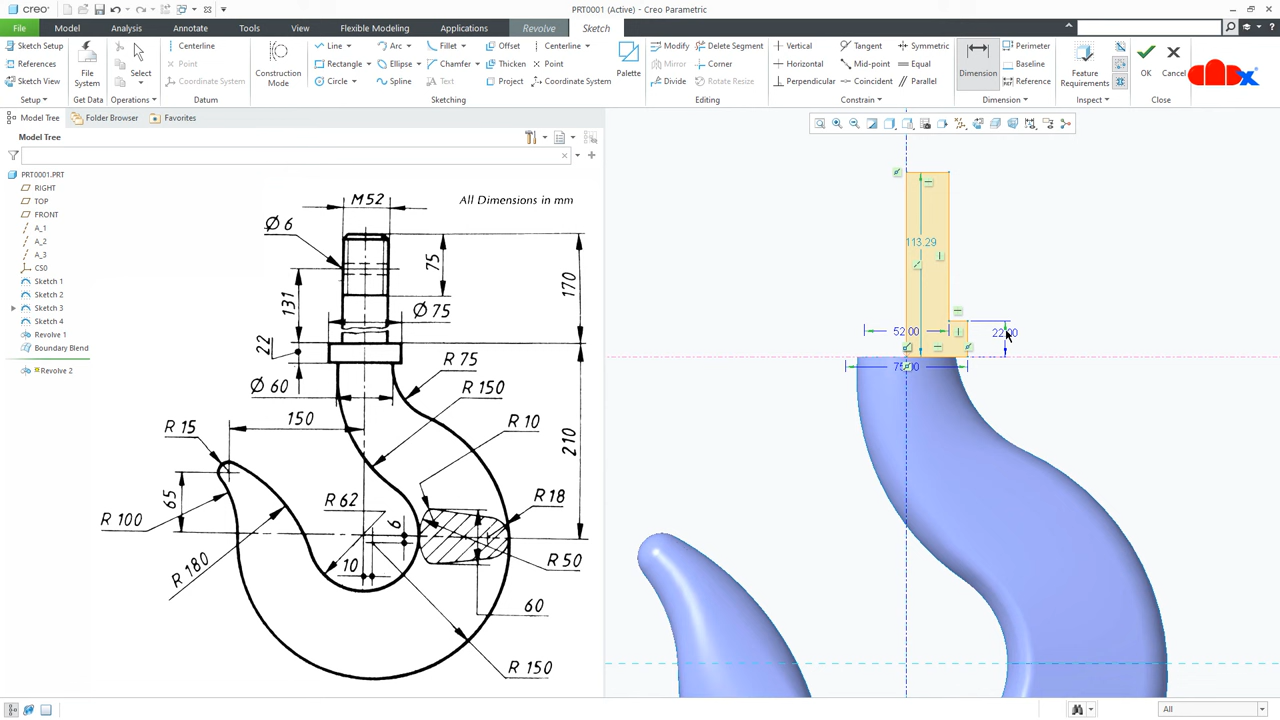 creo
PRT0001 (Active) - Creo Parametric
File Model Analysis Annotate Tools View Flexible Modeling Applications Revolve Sketch
Sketch Setup
References
Sketch View
Setup
File System
Get Data
Select
Operations
Centerline
Point
Coordinate System
Datum
Construction Mode
Line Arc Fillet Offset Centerline
Rectangle Ellipse Chamfer Thicken Point
Circle Spline Text Project Coordinate System
Palette
Sketching
Modify Delete Segment
Mirror Corner
Divide Rotate Resize
Editing
Vertical Tangent Symmetric
Horizontal Mid-point Equal
Perpendicular Coincident Parallel
Constrain
Dimension
Perimeter
Baseline
Reference
Dimension
Feature Requirements
Inspect
OK
Cancel
Close
Model Tree Folder Browser Favorites
Model Tree
PRT0001.PRT
RIGHT
TOP
FRONT
A_1
A_2
A_3
CS0
Sketch 1
Sketch 2
Sketch 3
Sketch 4
Revolve 1
Boundary Blend
Revolve 2
M52
All Dimensions in mm
Ø 6
75
170
131
Ø 75
22
R 75
Ø 60
R 150
150
R 10
R 15
210
65
R 62
R 18
R 100
6
R 180
10
R 50
60
R 150
113.29
52.00
22.00
All